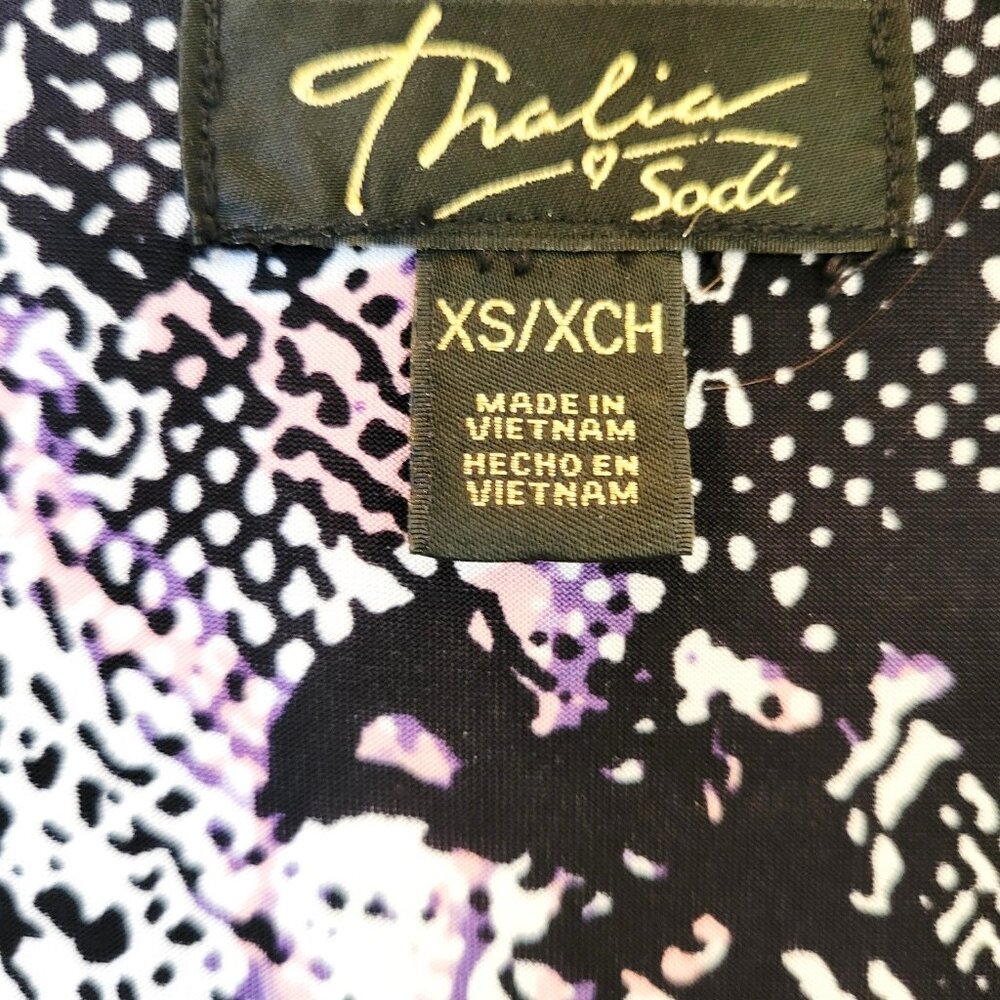 Thalia
Sodi
XS/XCH
MADE IN
VIETNAM
HECHO EN
VIETNAM